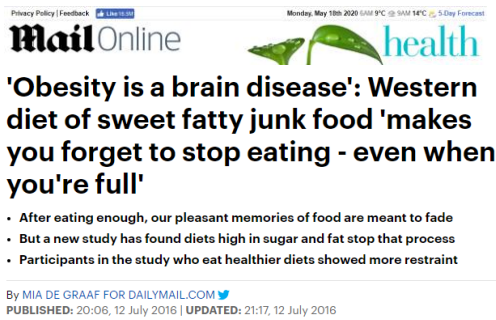 Privacy Policy | Feedback Like 16.5M Monday, May 18th 2020 6AM 9°C 9AM 14°C 5-Day Forecast
Mail Online health
'Obesity is a brain disease': Western
diet of sweet fatty junk food 'makes
you forget to stop eating - even when
you're full'
• After eating enough, our pleasant memories of food are meant to fade
• But a new study has found diets high in sugar and fat stop that process
• Participants in the study who eat healthier diets showed more restraint
By MIA DE GRAAF FOR DAILYMAIL.COM
PUBLISHED: 20:06, 12 July 2016 | UPDATED: 21:17, 12 July 2016